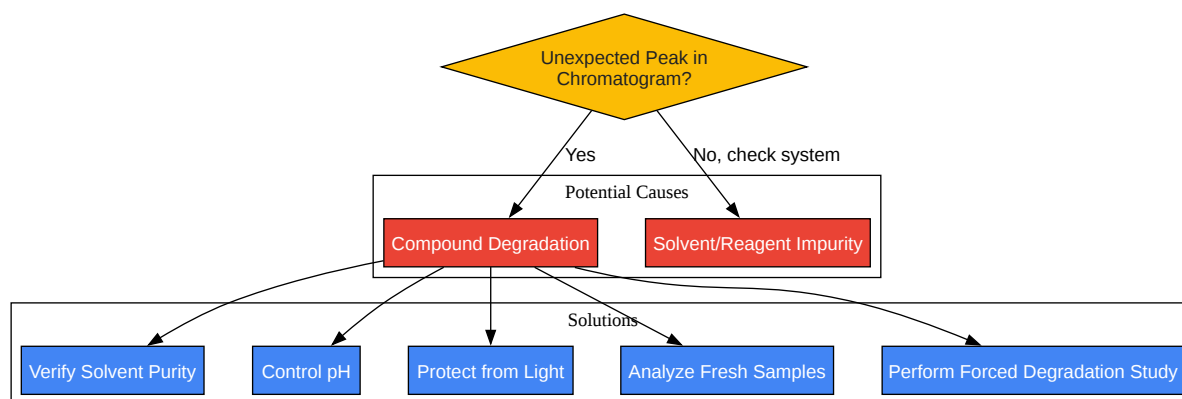 Unexpected Peak in
Chromatogram?
Yes
No, check system
Potential Causes
Compound Degradation
Solvent/Reagent Impurity
Solutions
Verify Solvent Purity
Control pH
Protect from Light
Analyze Fresh Samples
Perform Forced Degradation Study